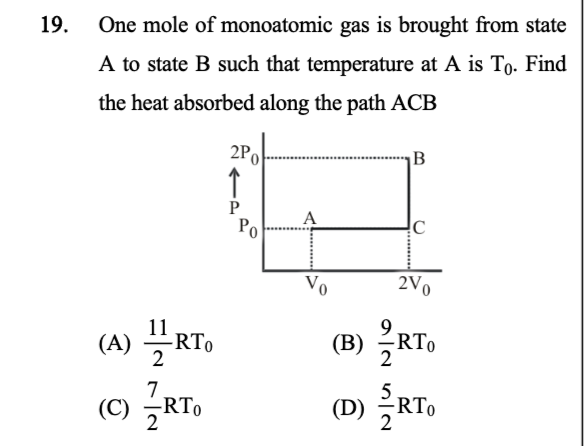 19. One mole of monoatomic gas is brought from state
A to state B such that temperature at A is T₀. Find
the heat absorbed along the path ACB
2P₀ B
↑
P
P₀ A C
V₀ 2V₀
(A) 11/2 RT₀ (B) 9/2 RT₀
(C) 7/2 RT₀ (D) 5/2 RT₀